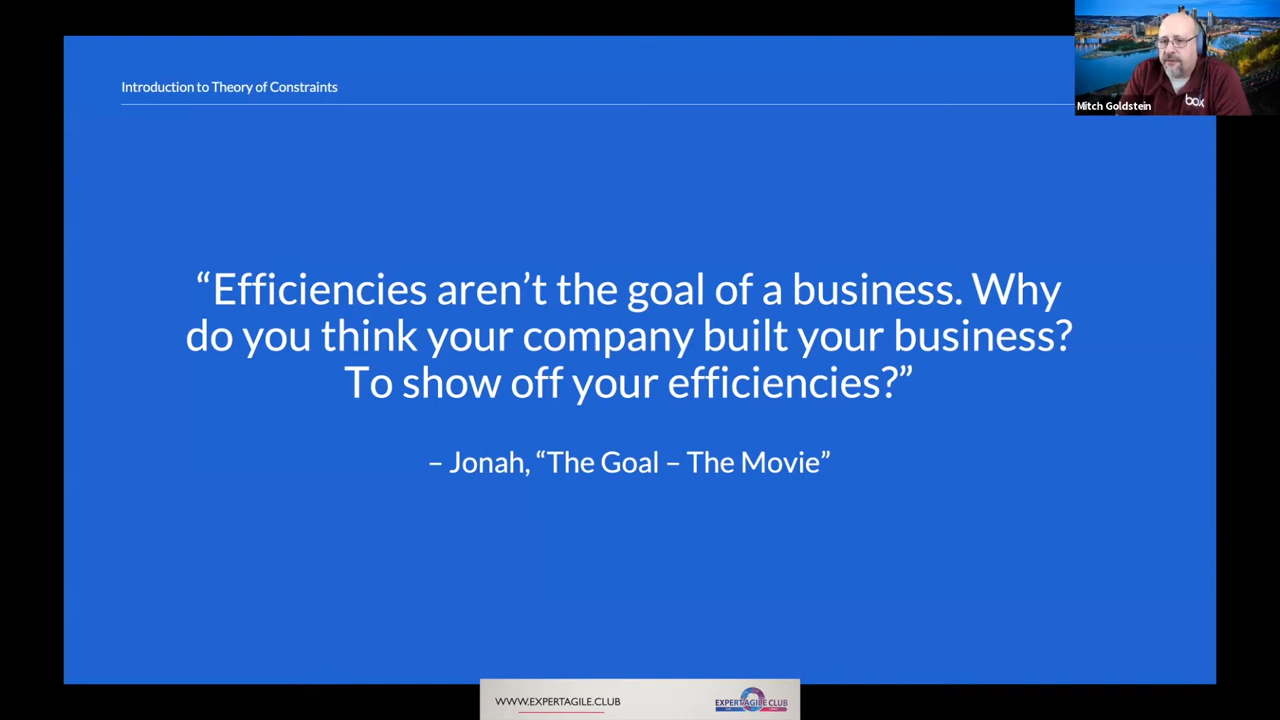 Introduction to Theory of Constraints
box
Mitch Goldstein
“Efficiencies aren’t the goal of a business. Why
do you think your company built your business?
To show off your efficiencies?”
– Jonah, “The Goal – The Movie”
WWW.EXPERTAGILE.CLUB
EXPERTAGILE CLUB